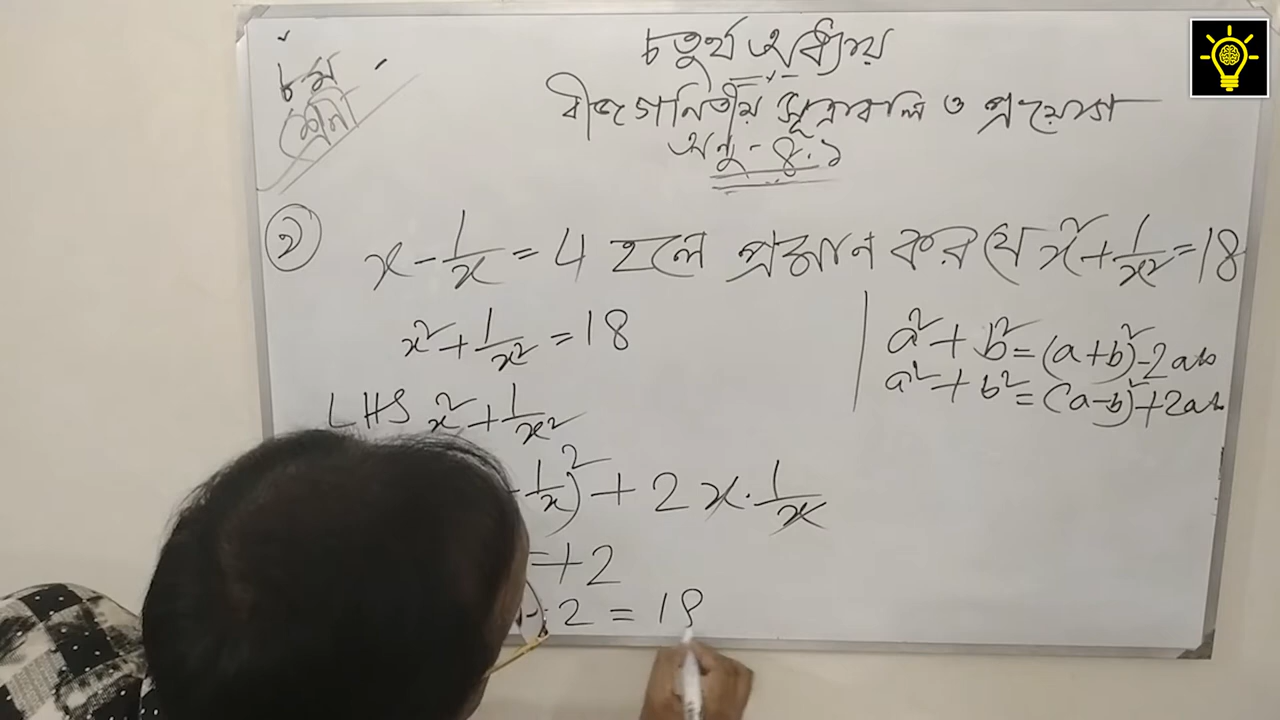 ৮ম
শ্রেনী
চতুর্থ অধ্যায়
বীজগানিতীয় সূত্রাবলি ও প্রয়োগ
অনু - ৪.১
২ x - 1/x = 4 হলে প্রমাণ কর যে x² + 1/x² = 18
x² + 1/x² = 18
LHS x² + 1/x²
1/x)² + 2x·1/x
+2
2 = 18
a² + b² = (a+b)² - 2ab
a² + b² = (a-b)² + 2ab